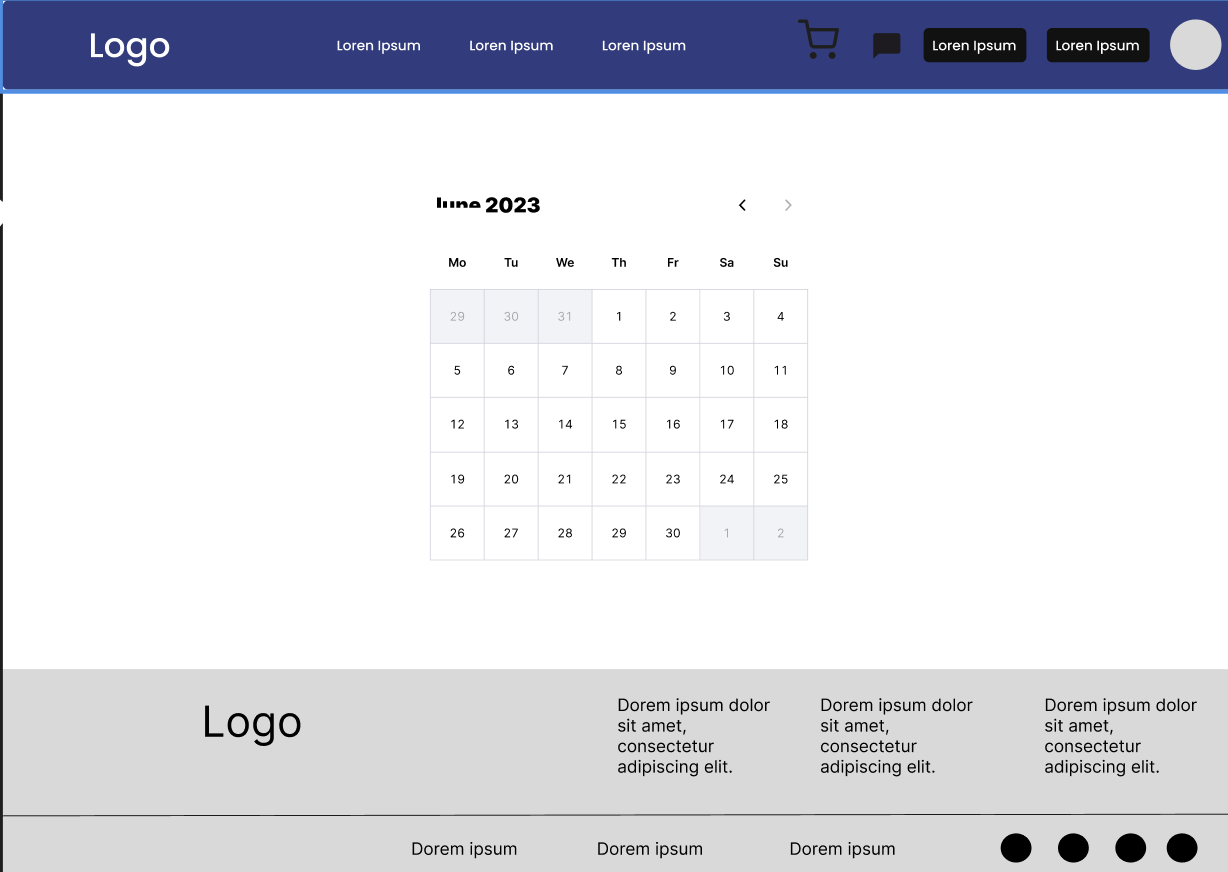 Logo Loren Ipsum Loren Ipsum Loren Ipsum Loren Ipsum Loren Ipsum
June 2023
Mo Tu We Th Fr Sa Su
29 30 31 1 2 3 4
5 6 7 8 9 10 11
12 13 14 15 16 17 18
19 20 21 22 23 24 25
26 27 28 29 30 1 2
Logo
Dorem ipsum dolor
sit amet,
consectetur
adipiscing elit.
Dorem ipsum dolor
sit amet,
consectetur
adipiscing elit.
Dorem ipsum dolor
sit amet,
consectetur
adipiscing elit.
Dorem ipsum Dorem ipsum Dorem ipsum